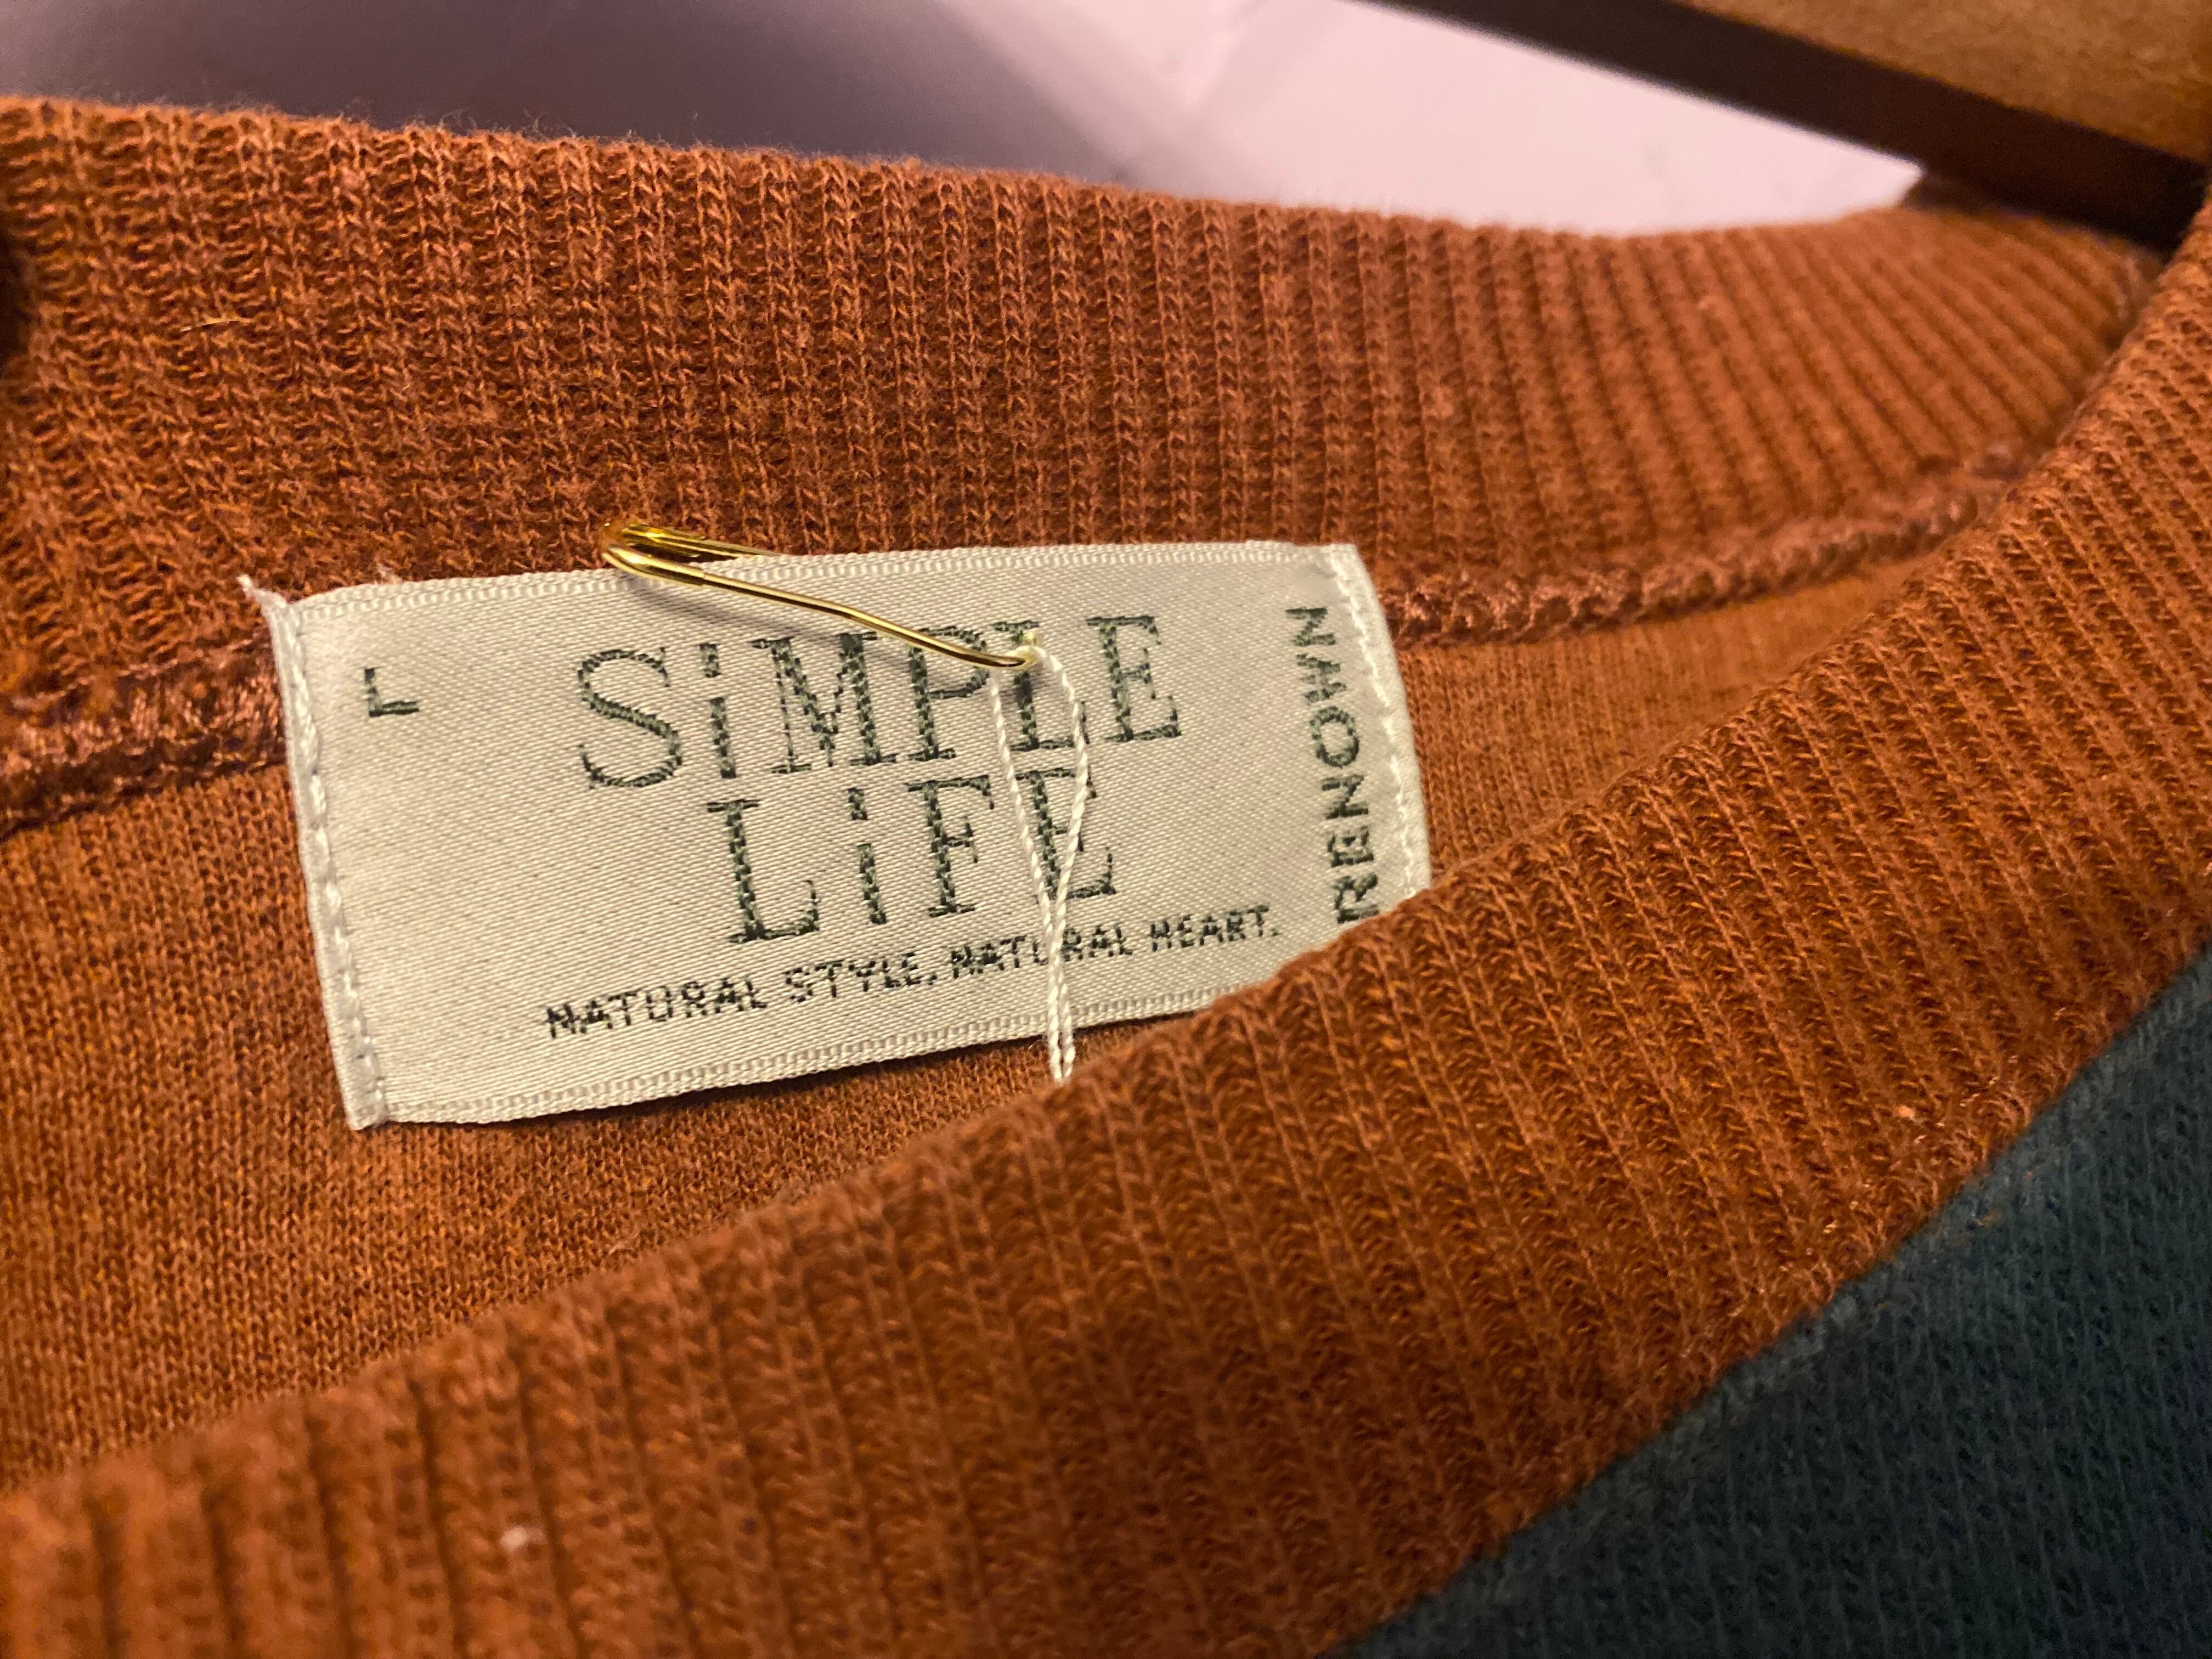 L
SiMPLE
LiFE
NATURAL STYLE, NATURAL HEART.
RENOWN